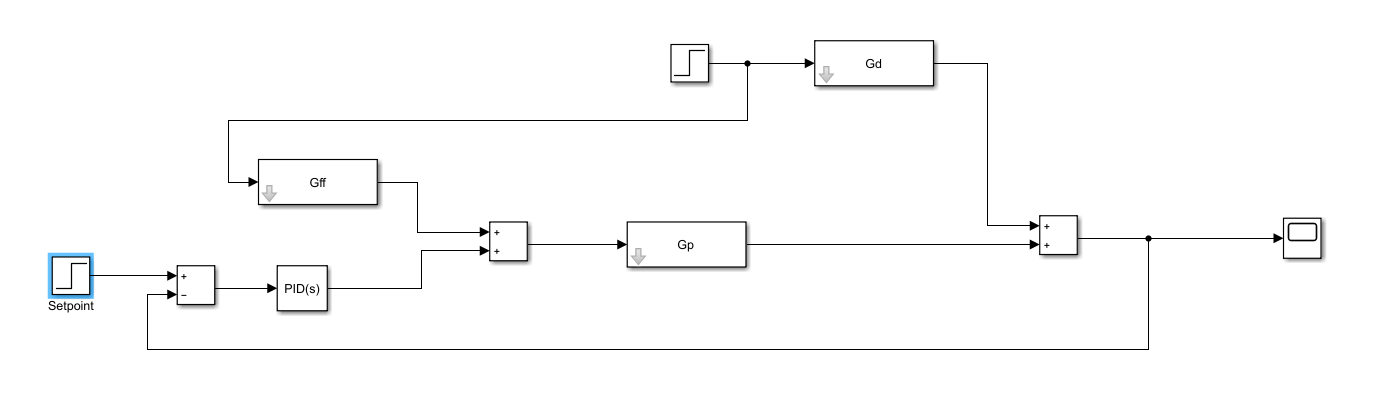 Gd
Gff
+
+
Gp
+
+
+
−
PID(s)
Setpoint